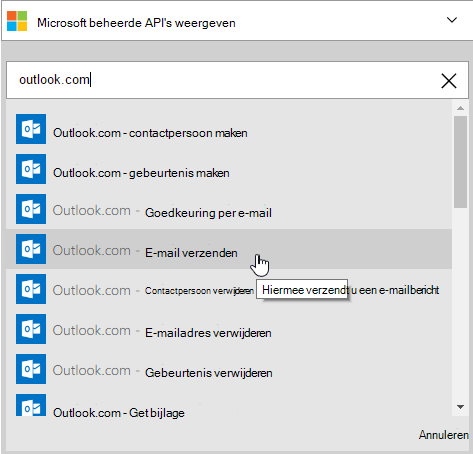 Microsoft beheerde API's weergeven
outlook.com
Outlook.com - contactpersoon maken
Outlook.com - gebeurtenis maken
Outlook.com - Goedkeuring per e-mail
Outlook.com - E-mail verzenden
Outlook.com - Contactpersoon verwijderen Hiermee verzendt u een e-mailbericht
Outlook.com - E-mailadres verwijderen
Outlook.com - Gebeurtenis verwijderen
Outlook.com - Get bijlage
Annuleren